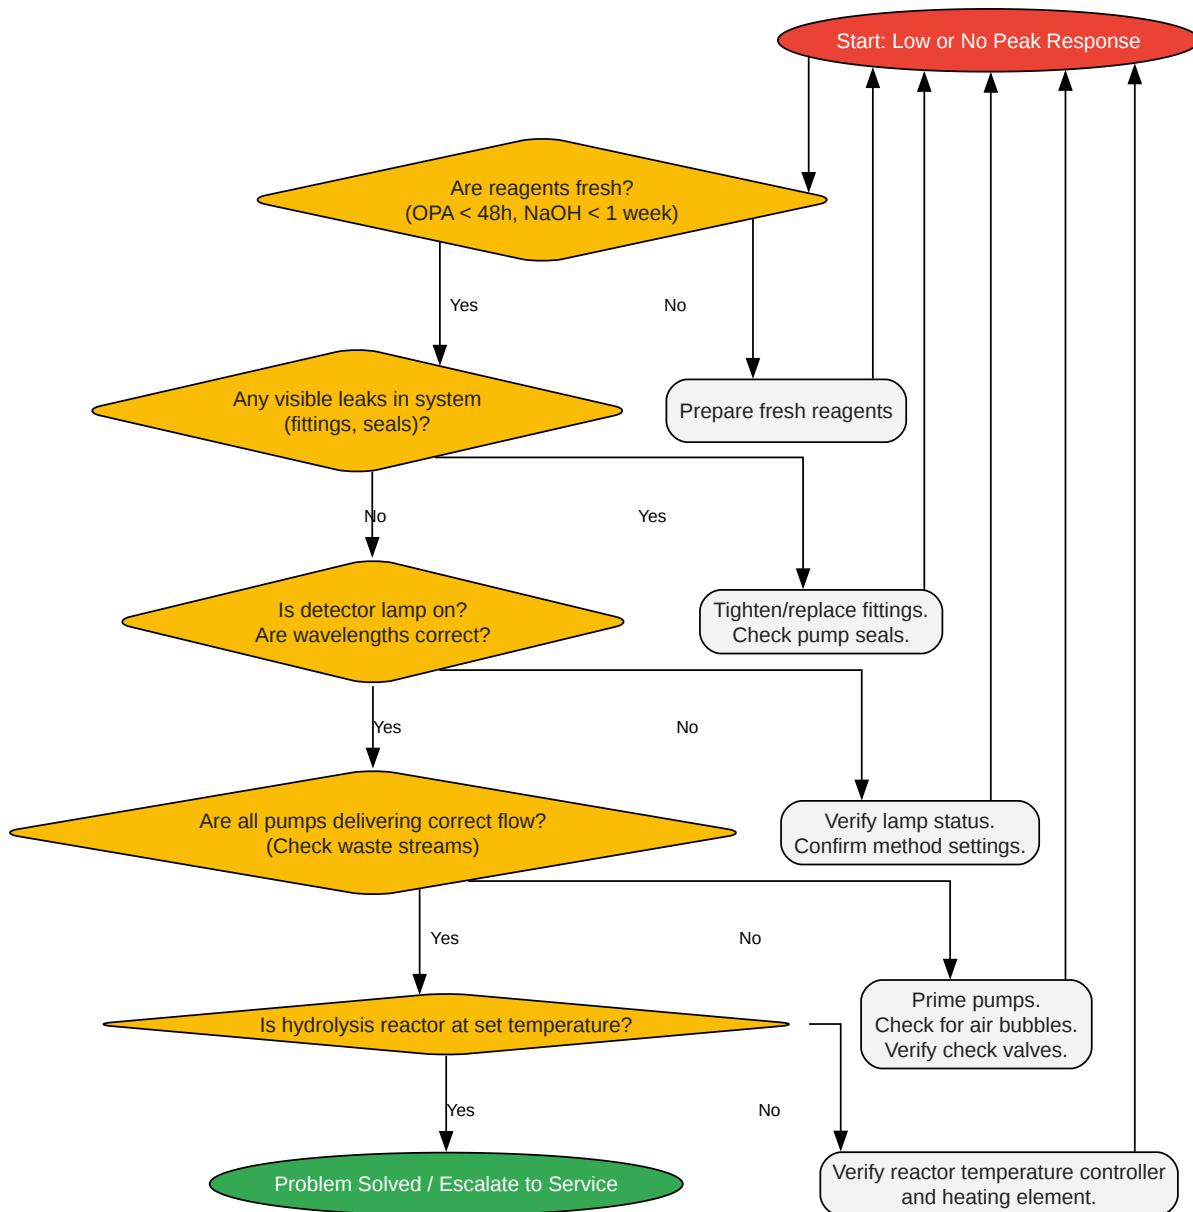 Start: Low or No Peak Response
Are reagents fresh?
(OPA < 48h, NaOH < 1 week)
Yes
No
Any visible leaks in system
(fittings, seals)?
Prepare fresh reagents
No
Yes
Is detector lamp on?
Are wavelengths correct?
Tighten/replace fittings.
Check pump seals.
Yes
No
Are all pumps delivering correct flow?
(Check waste streams)
Verify lamp status.
Confirm method settings.
Yes
No
Is hydrolysis reactor at set temperature?
Prime pumps.
Check for air bubbles.
Verify check valves.
Yes
No
Problem Solved / Escalate to Service
Verify reactor temperature controller
and heating element.